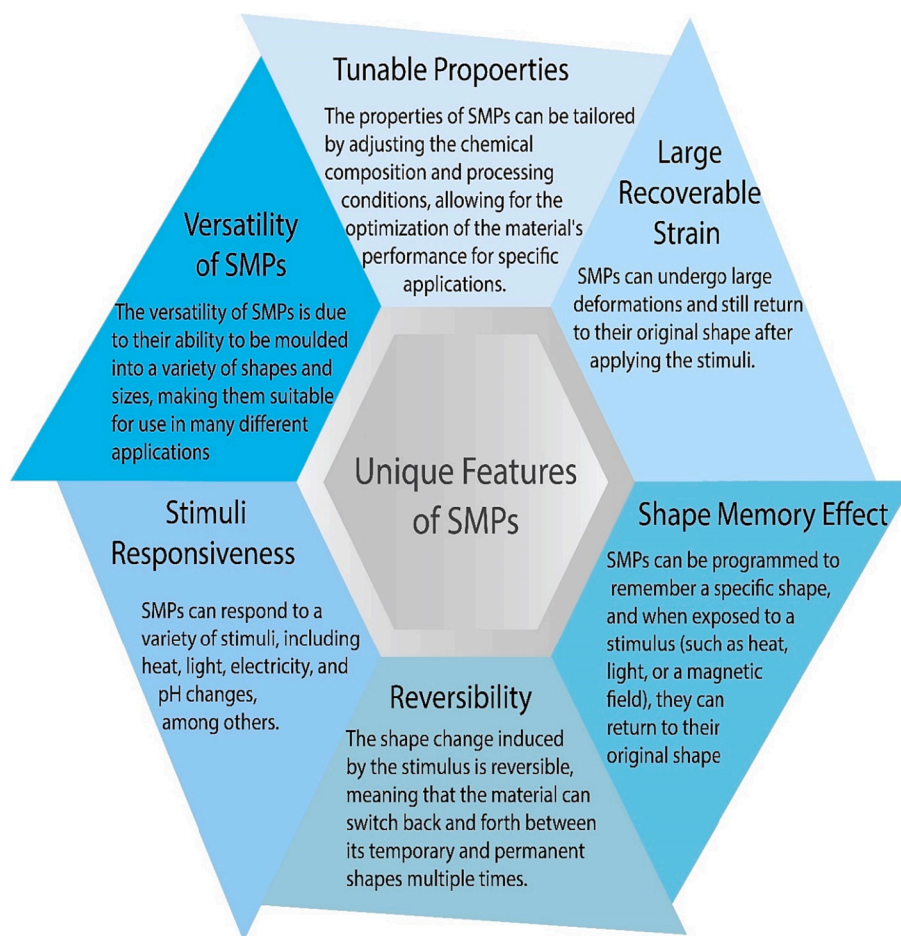 Tunable Propoerties
The properties of SMPs can be tailored
by adjusting the chemical
composition and processing
conditions, allowing for the
optimization of the material's
performance for specific
applications.
Large
Recoverable
Strain
SMPs can undergo large
deformations and still return
to their original shape after
applying the stimuli.
Versatility
of SMPs
The versatility of SMPs is due
to their ability to be moulded
into a variety of shapes and
sizes, making them suitable
for use in many different
applications
Unique Features
of SMPs
Shape Memory Effect
SMPs can be programmed to
remember a specific shape,
and when exposed to a
stimulus (such as heat,
light, or a magnetic
field), they can
return to their
original shape
Stimuli
Responsiveness
SMPs can respond to a
variety of stimuli, including
heat, light, electricity, and
pH changes,
among others.
Reversibility
The shape change induced
by the stimulus is reversible,
meaning that the material can
switch back and forth between
its temporary and permanent
shapes multiple times.